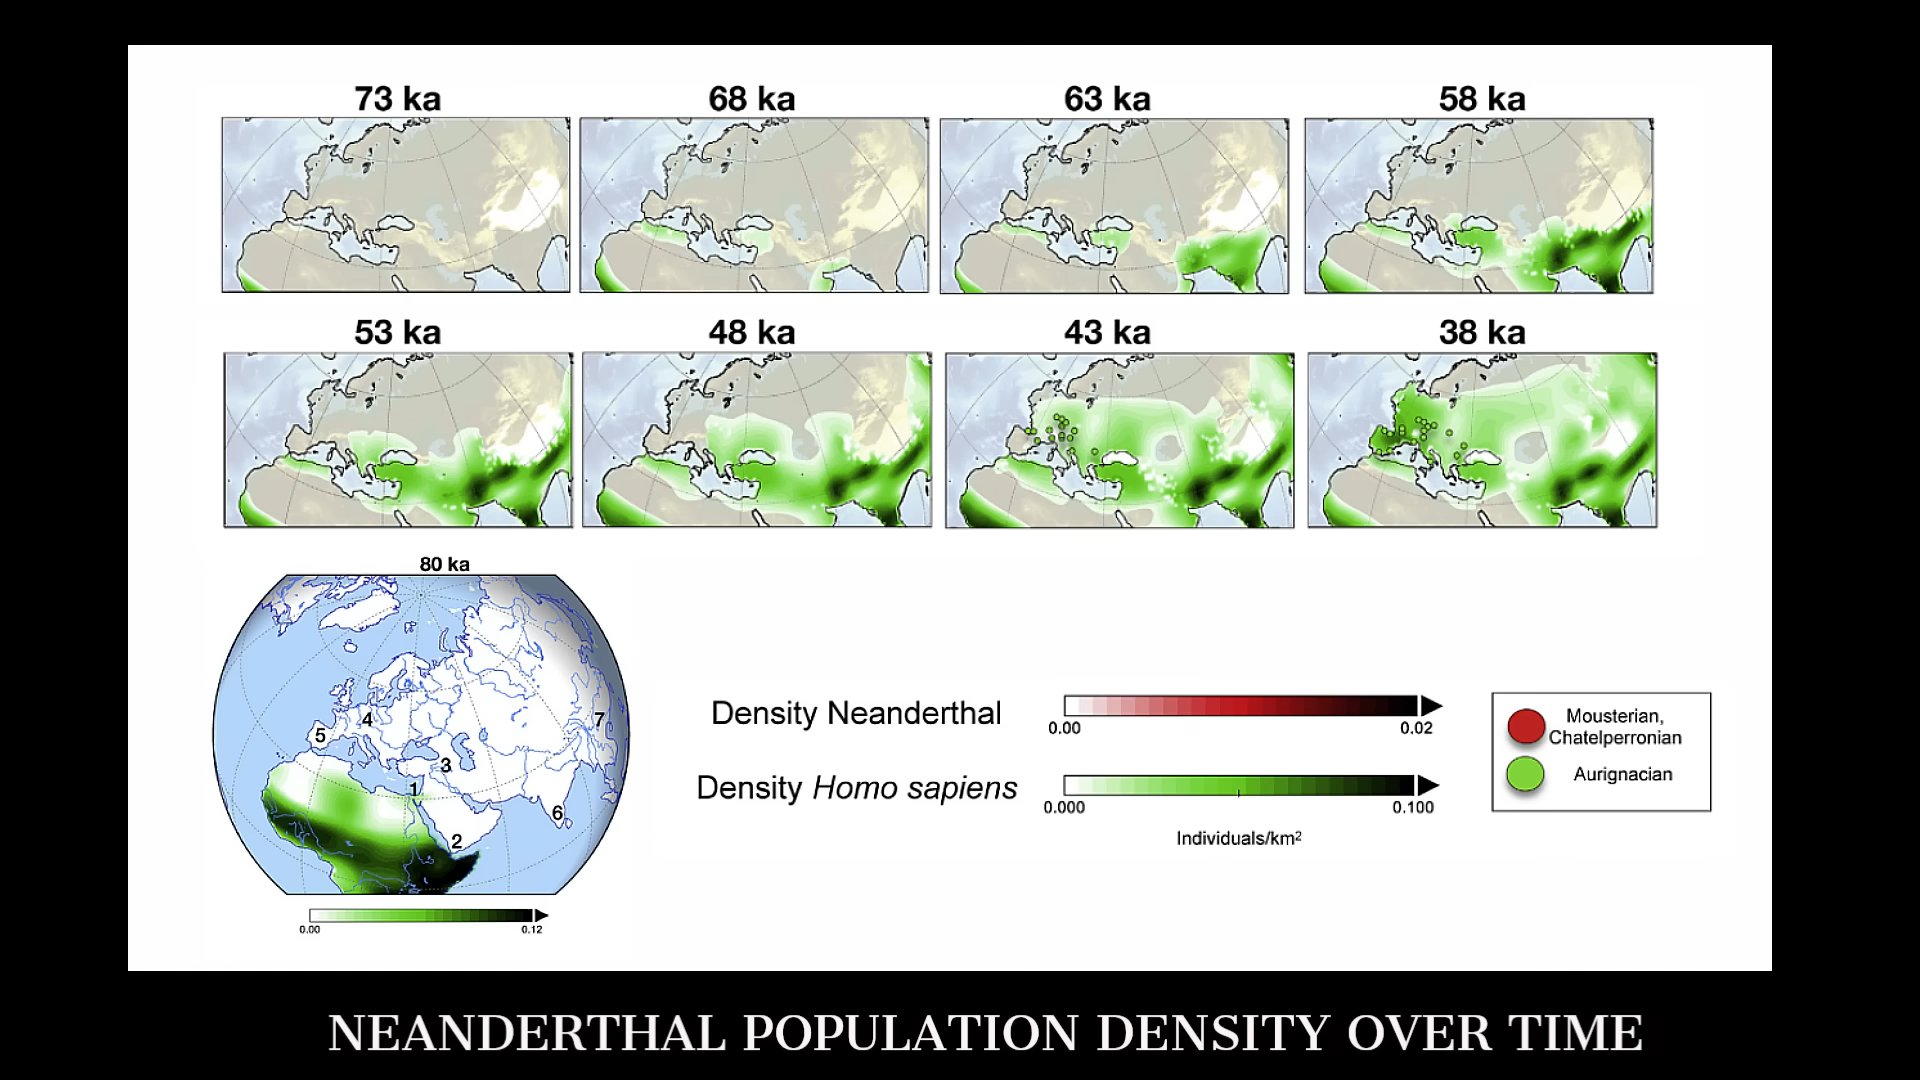 73 ka
68 ka
63 ka
58 ka
53 ka
48 ka
43 ka
38 ka
80 ka
7
4
5
3
1
6
2
0.00
0.12
Density Neanderthal
0.00
0.02
Density Homo sapiens
0.000
0.100
Individuals/km²
Mousterian,
Chatelperronian
Aurignacian
NEANDERTHAL POPULATION DENSITY OVER TIME